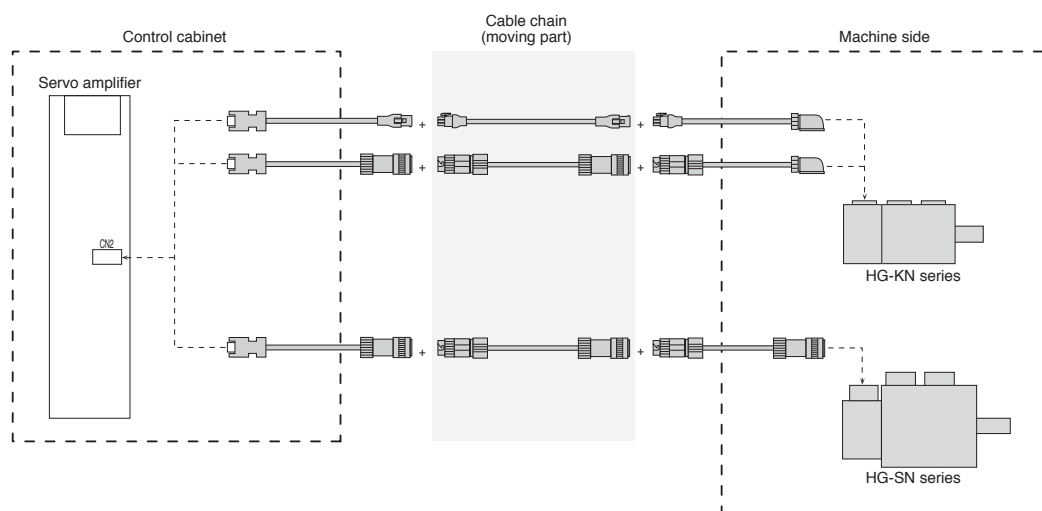 Cable chain
(moving part)
Control cabinet
Machine side
Servo amplifier
+
+
+
+
CN2
HG-KN series
+
+
HG-SN series